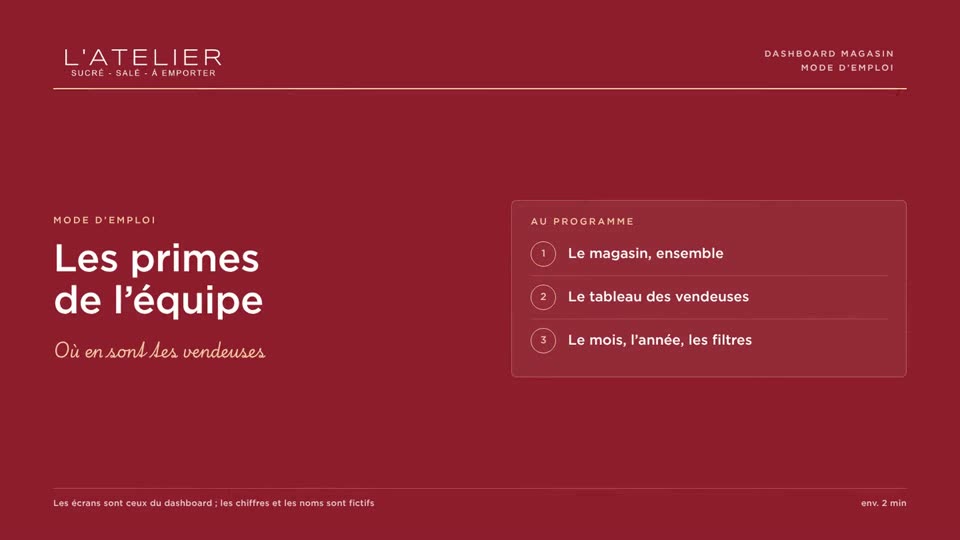 L'ATELIER
SUCRÉ - SALÉ - À EMPORTER
DASHBOARD MAGASIN
MODE D'EMPLOI
MODE D'EMPLOI
Les primes
de l'équipe
Où en sont tes vendeuses
AU PROGRAMME
1 Le magasin, ensemble
2 Le tableau des vendeuses
3 Le mois, l'année, les filtres
Les écrans sont ceux du dashboard ; les chiffres et les noms sont fictifs
env. 2 min